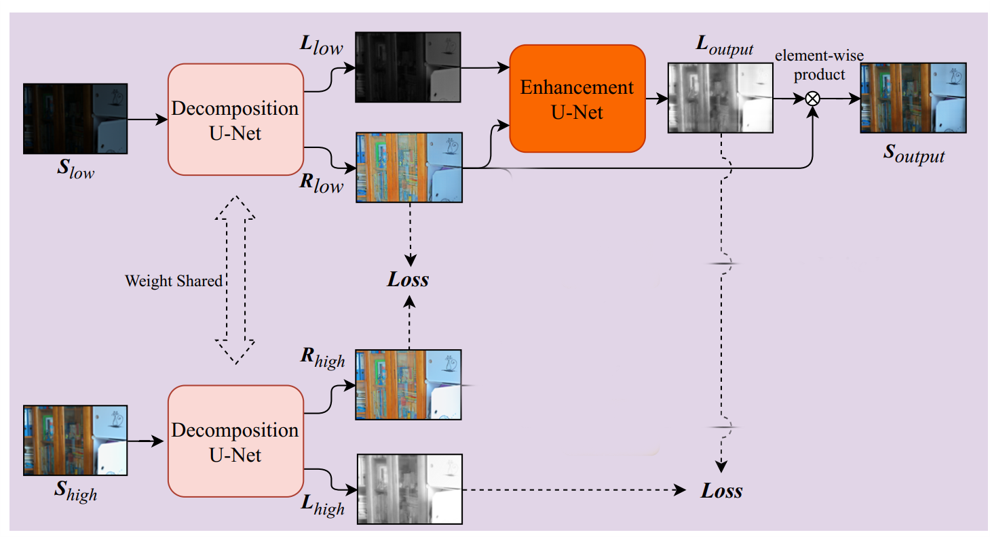 L_low
L_output
element-wise
product
Decomposition
U-Net
Enhancement
U-Net
S_low
R_low
S_output
Weight Shared
Loss
R_high
Decomposition
U-Net
S_high
L_high
Loss